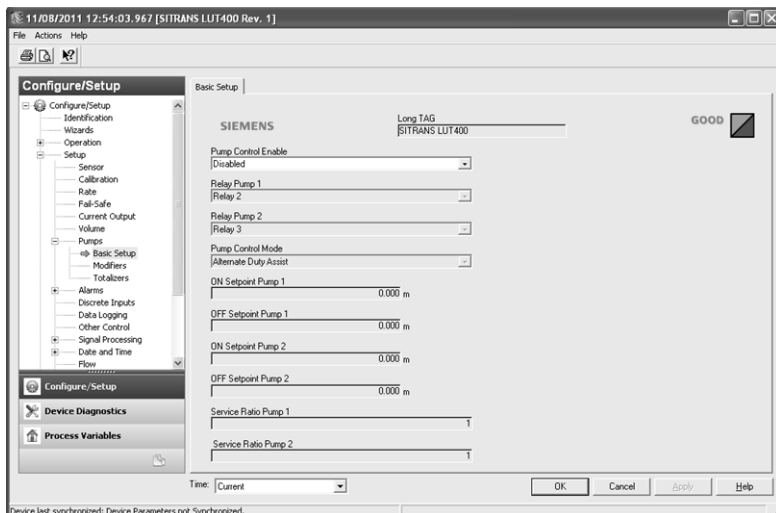 11/08/2011 12:54:03.967 [SITRANS LUT400 Rev. 1]
File Actions Help
Configure/Setup
Configure/Setup
Identification
Wizards
Operation
Setup
Sensor
Calibration
Rate
Fail-Safe
Current Output
Volume
Pumps
Basic Setup
Modifiers
Totalizers
Alarms
Discrete Inputs
Data Logging
Other Control
Signal Processing
Date and Time
Flow
Configure/Setup
Device Diagnostics
Process Variables
Basic Setup
SIEMENS
Long TAG
SITRANS LUT400
GOOD
Pump Control Enable
Disabled
Relay Pump 1
Relay 2
Relay Pump 2
Relay 3
Pump Control Mode
Alternate Duty Assist
ON Setpoint Pump 1
0.000 m
OFF Setpoint Pump 1
0.000 m
ON Setpoint Pump 2
0.000 m
OFF Setpoint Pump 2
0.000 m
Service Ratio Pump 1
1
Service Ratio Pump 2
1
Time: Current
OK Cancel Apply Help
Device last synchronized: Device Parameters not Synchronized.